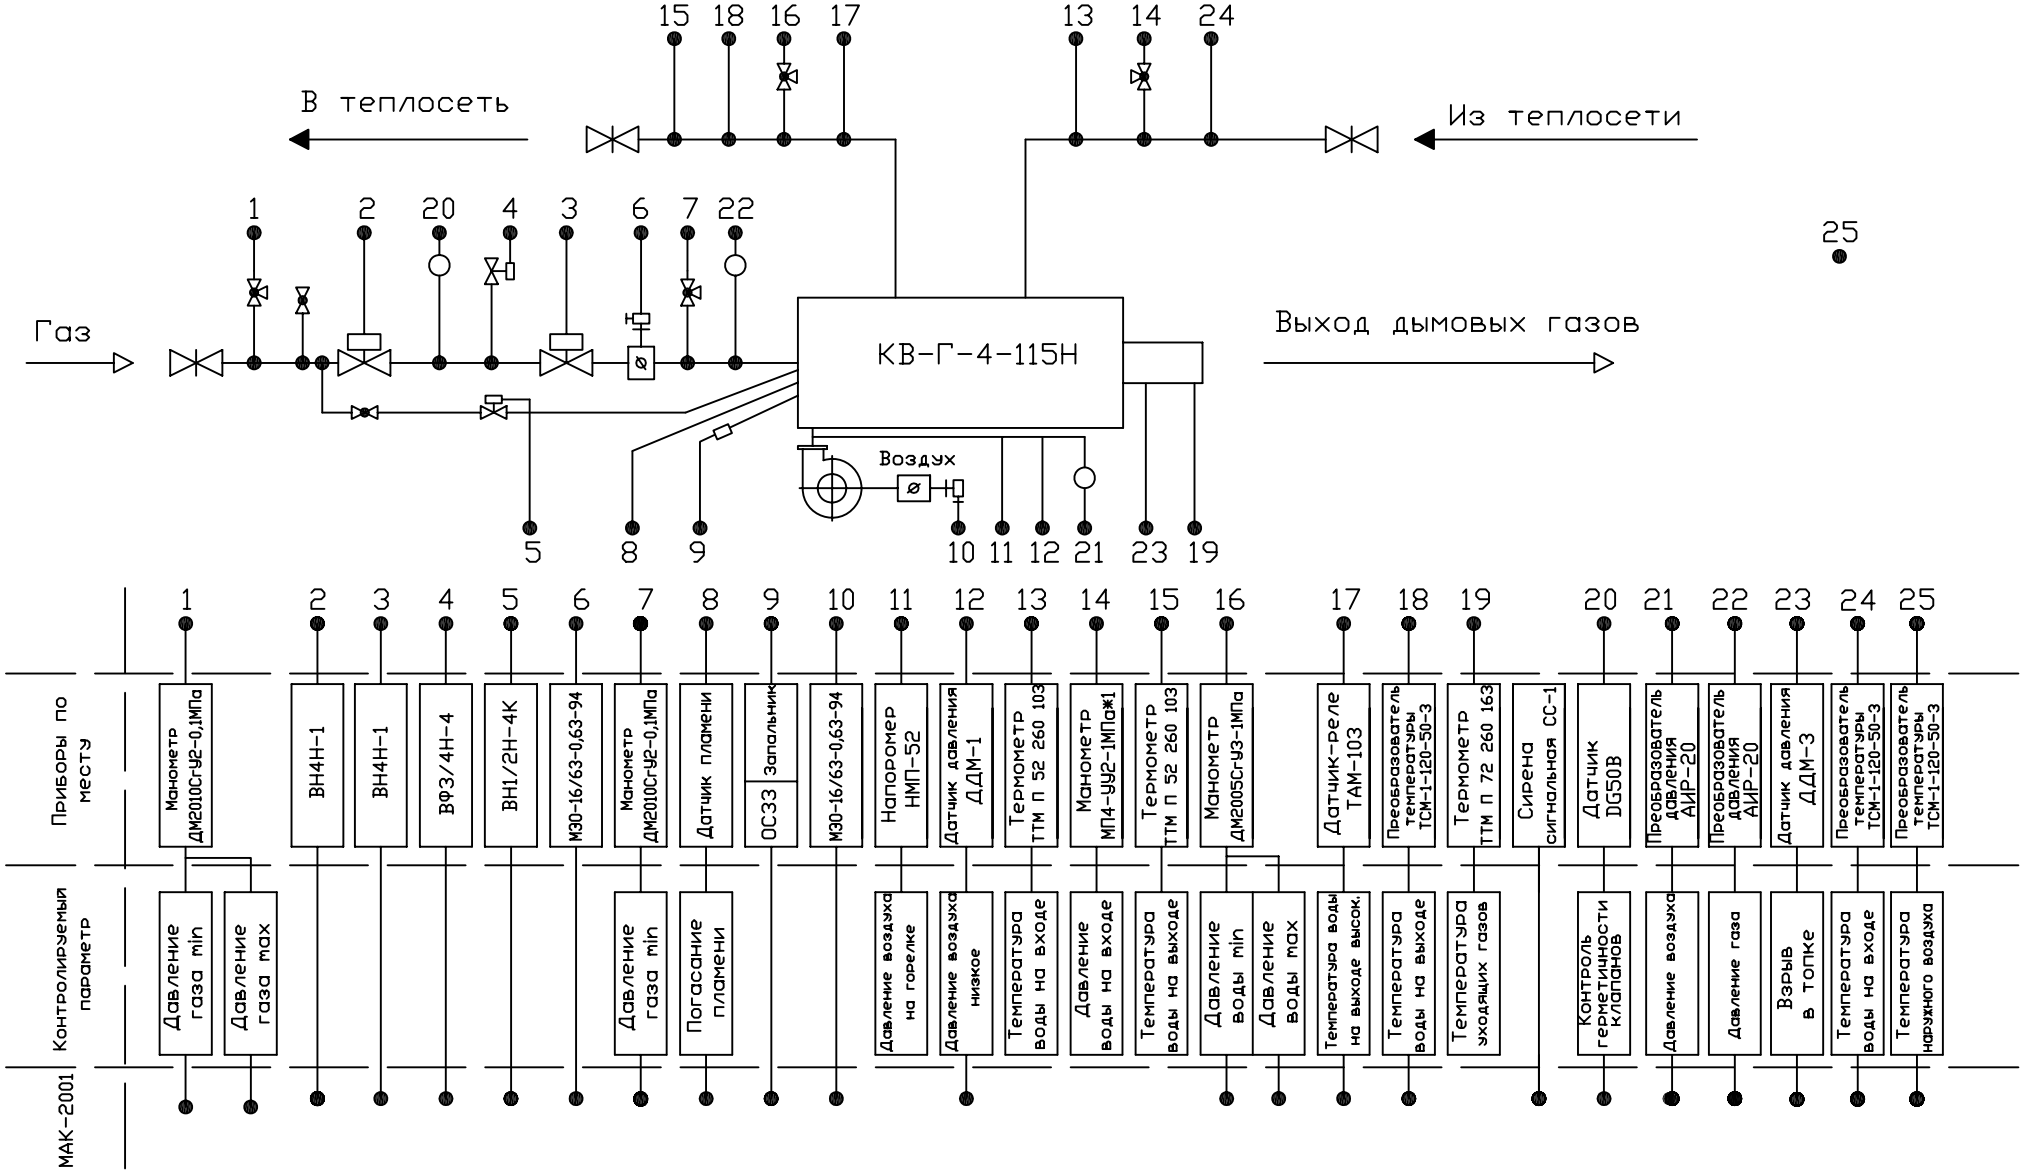 15 18 16 17 13 14 24
В теплосеть
Из теплосети
1 2 20 4 3 6 7 22
25
Газ
Выход дымовых газов
КВ-Г-4-115Н
Воздух
5 8 9 10 11 12 21 23 19
1 2 3 4 5 6 7 8 9 10 11 12 13 14 15 16 17 18 19 20 21 22 23 24 25
Приборы по
месту
Манометр
ДМ2010СгУ2-0,1МПа
ВН4Н-1
ВН4Н-1
ВФ3/4Н-4
ВН1/2Н-4К
МЭО-16/63-0,63-94
Манометр
ДМ2010СгУ2-0,1МПа
Датчик пламени
Запальник
ОСЗЗ
МЭО-16/63-0,63-94
Напоромер
НМП-52
Датчик давления
ДДМ-1
Термометр
ТТМ П 52 260 103
Манометр
МП4-УУ2-1МПаж1
Термометр
ТТМ П 52 260 103
Манометр
ДМ2005СгУ3-1МПа
Датчик-реле
ТАМ-103
Преобразователь
температуры
ТСМ-1-120-50-3
Термометр
ТТМ П 72 260 163
Сирена
сигнальная СС-1
Датчик
DG50B
Преобразователь
давления
АИР-20
Преобразователь
давления
АИР-20
Датчик давления
ДДМ-3
Преобразователь
температуры
ТСМ-1-120-50-3
Преобразователь
температуры
ТСМ-1-120-50-3
Контролируемый
параметр
Давление
газа min
Давление
газа max
Давление
газа min
Погасание
пламени
Давление воздуха
на горелке
Давление воздуха
низкое
Температура
воды на входе
Давление
воды на входе
Температура
воды на выходе
Давление
воды min
Давление
воды max
Температура воды
на выходе высок.
Температура
воды на выходе
Температура
уходящих газов
Контроль
герметичности
клапанов
Давление воздуха
Давление газа
Взрыв
в топке
Температура
воды на входе
Температура
наружного воздуха
МАК-2001